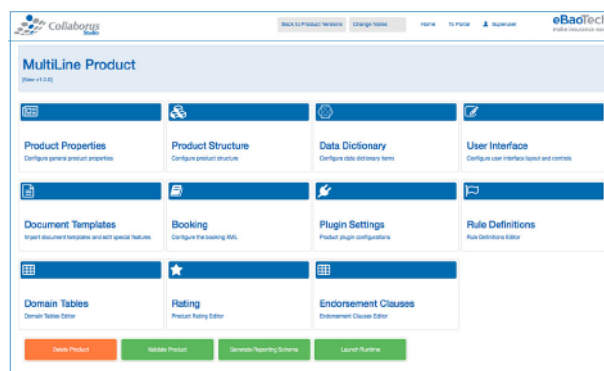 Collaborus
Studio
Back to Product Versions Change Notes Home To Portal Superuser
eBaoTech
make insurance easy
MultiLine Product
[New v1.0.0]
Product Properties
Configure general product properties
Product Structure
Configure product structure
Data Dictionary
Configure data dictionary items
User Interface
Configure user interface layout and controls
Document Templates
Import document templates and edit special features
Booking
Configure the booking XML
Plugin Settings
Product plugin configurations
Rule Definitions
Rule Definitions Editor
Domain Tables
Domain Tables Editor
Rating
Product Rating Editor
Endorsement Clauses
Endorsement Clauses Editor
Delete Product Validate Product Generate Reporting Schema Launch Runtime